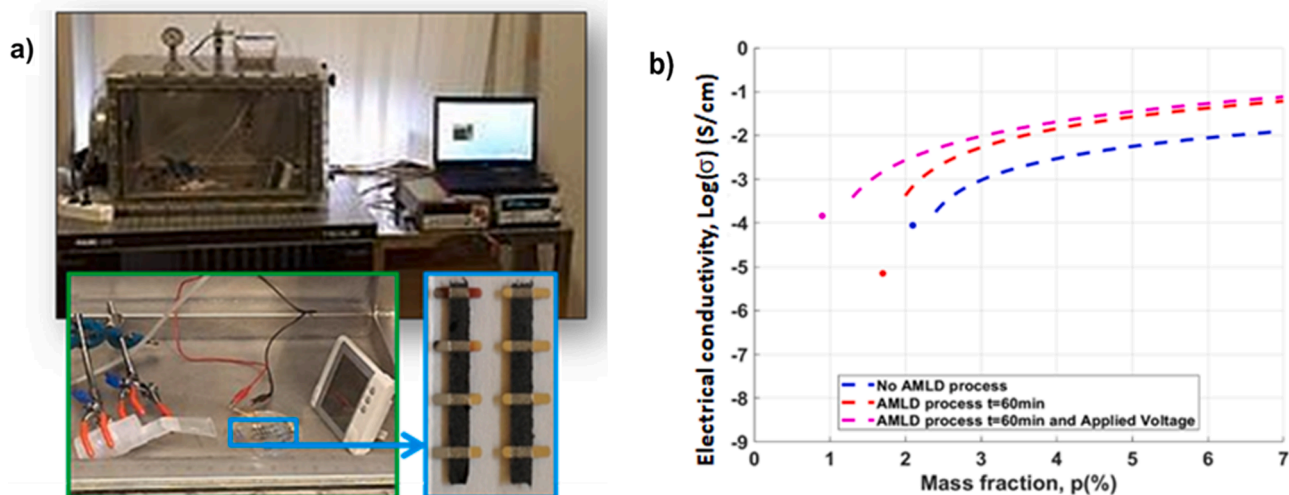 a)
b)
Electrical conductivity, Log(σ) (S/cm)
0
-1
-2
-3
-4
-5
-6
-7
-8
-9
No AMLD process
AMLD process t=60min
AMLD process t=60min and Applied Voltage
0 1 2 3 4 5 6 7
Mass fraction, p(%)